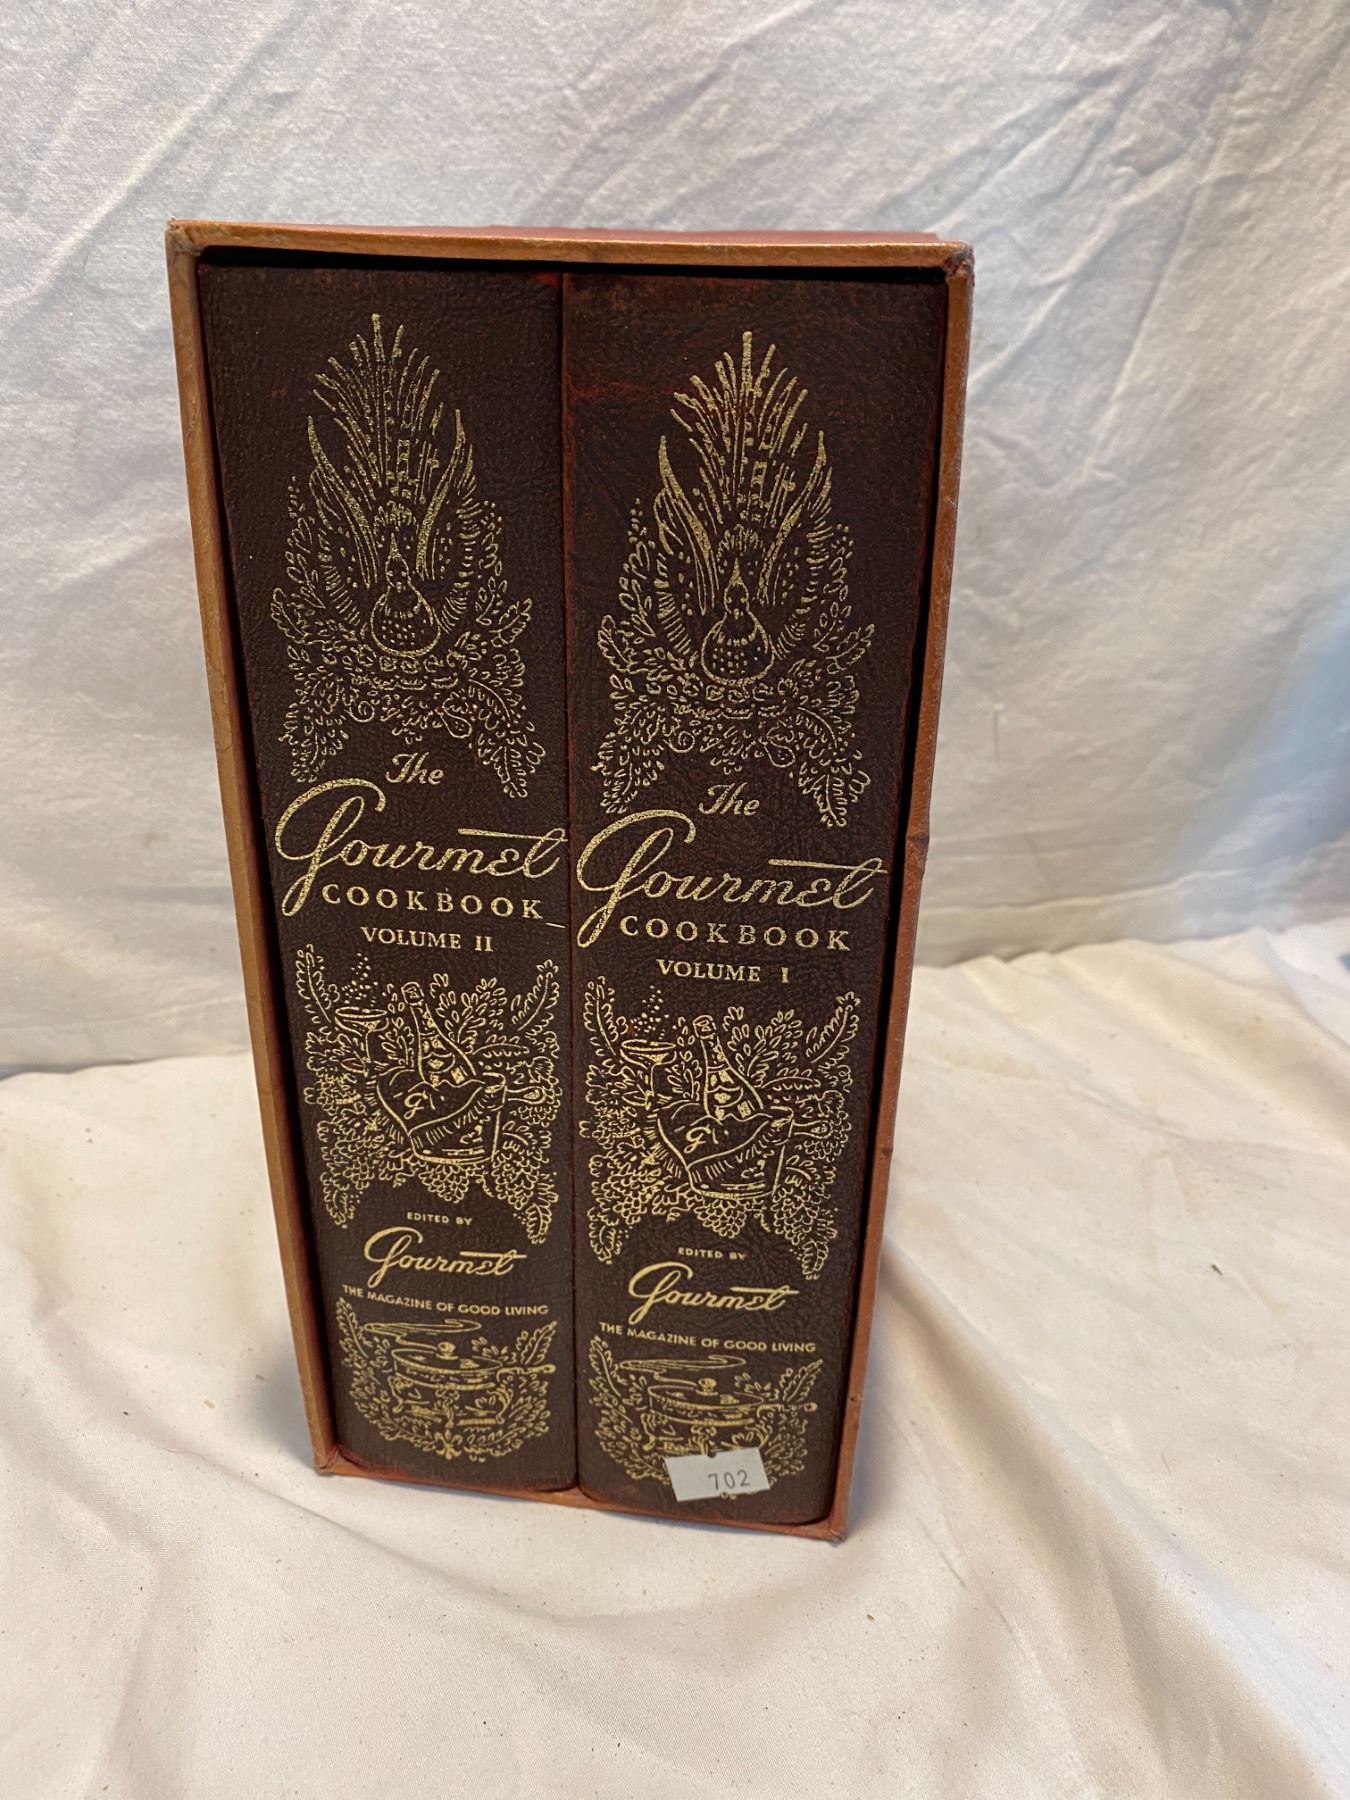 The
Gourmet
COOKBOOK
VOLUME II
G
EDITED BY
Gourmet
THE MAGAZINE OF GOOD LIVING
The
Gourmet
COOKBOOK
VOLUME I
G
EDITED BY
Gourmet
THE MAGAZINE OF GOOD LIVING
702